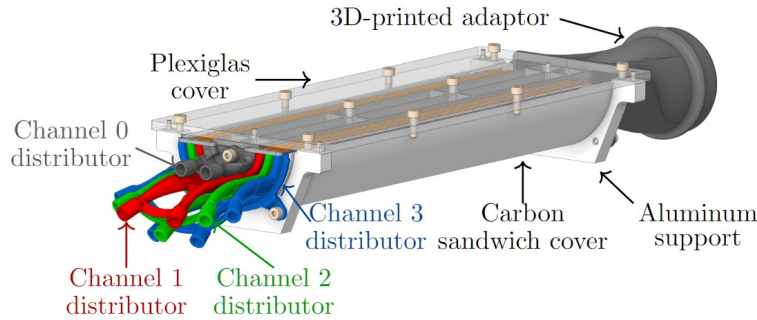 3D-printed adaptor
Plexiglas
cover
Channel 0
distributor
Channel 3
distributor
Carbon
sandwich cover
Aluminum
support
Channel 1
distributor
Channel 2
distributor